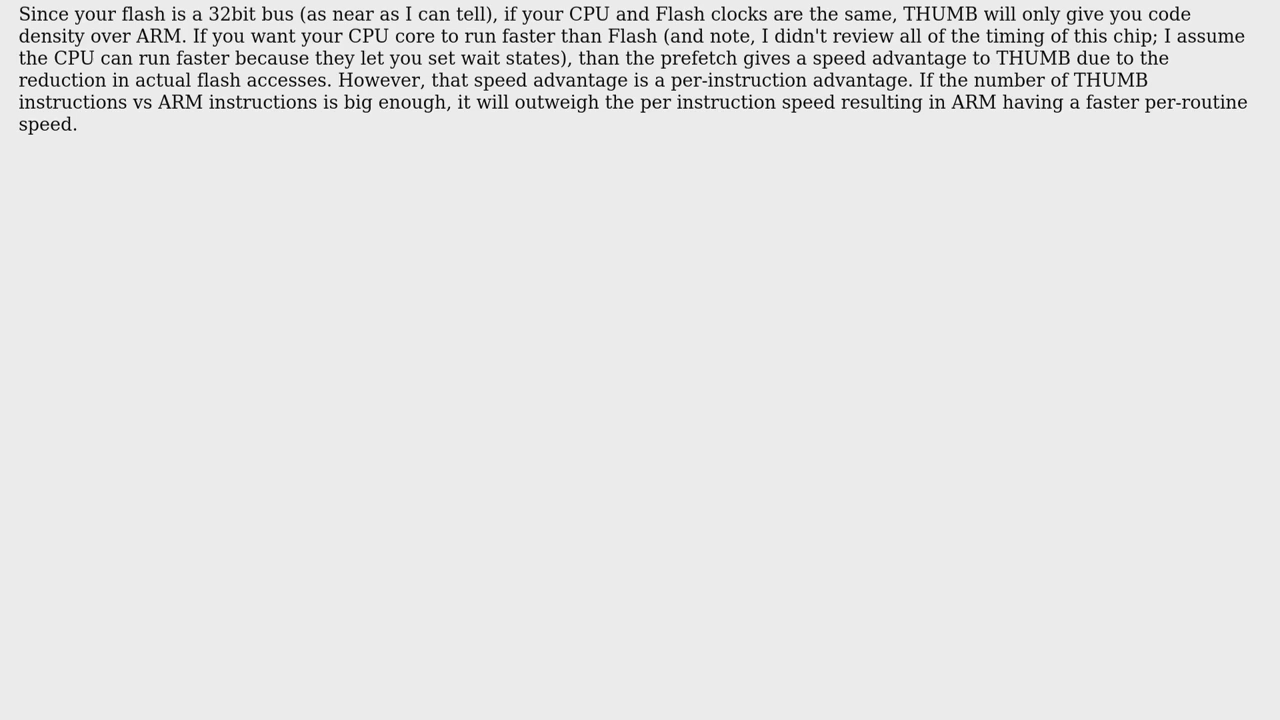 Since your flash is a 32bit bus (as near as I can tell), if your CPU and Flash clocks are the same, THUMB will only give you code
density over ARM. If you want your CPU core to run faster than Flash (and note, I didn't review all of the timing of this chip; I assume
the CPU can run faster because they let you set wait states), than the prefetch gives a speed advantage to THUMB due to the
reduction in actual flash accesses. However, that speed advantage is a per-instruction advantage. If the number of THUMB
instructions vs ARM instructions is big enough, it will outweigh the per instruction speed resulting in ARM having a faster per-routine
speed.